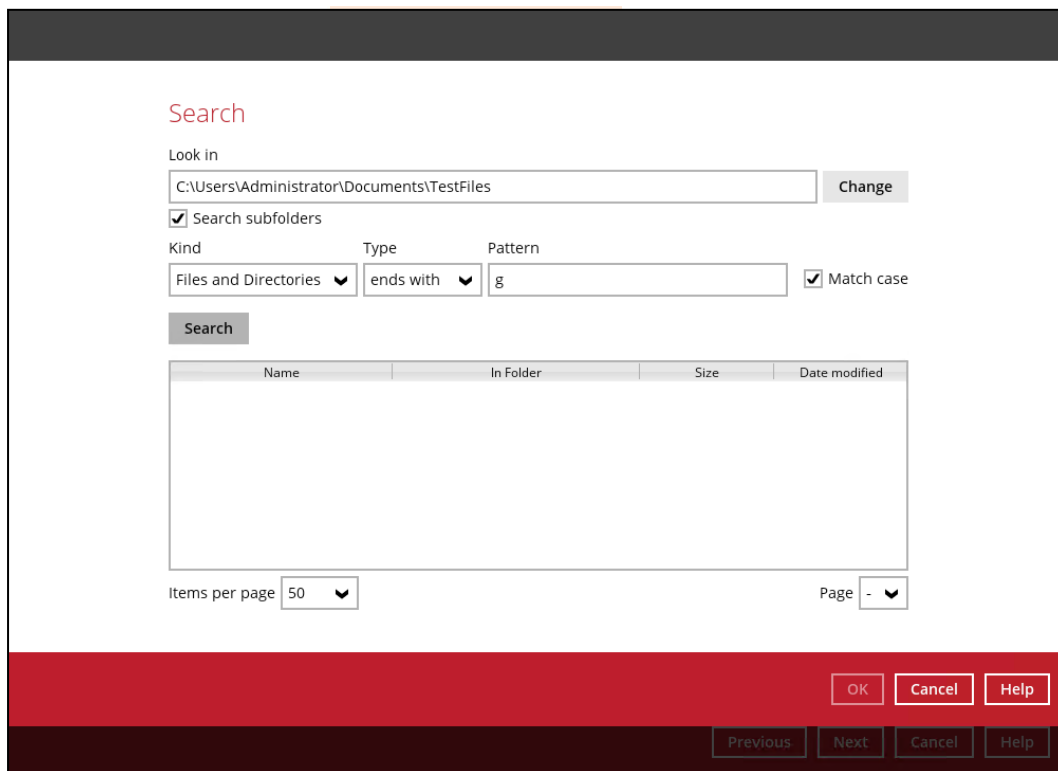 Search
Look in
C:\Users\Administrator\Documents\TestFiles Change
Search subfolders
Kind Type Pattern
Files and Directories ends with g Match case
Search
Name In Folder Size Date modified
Items per page 50 Page -
OK Cancel Help
Previous Next Cancel Help